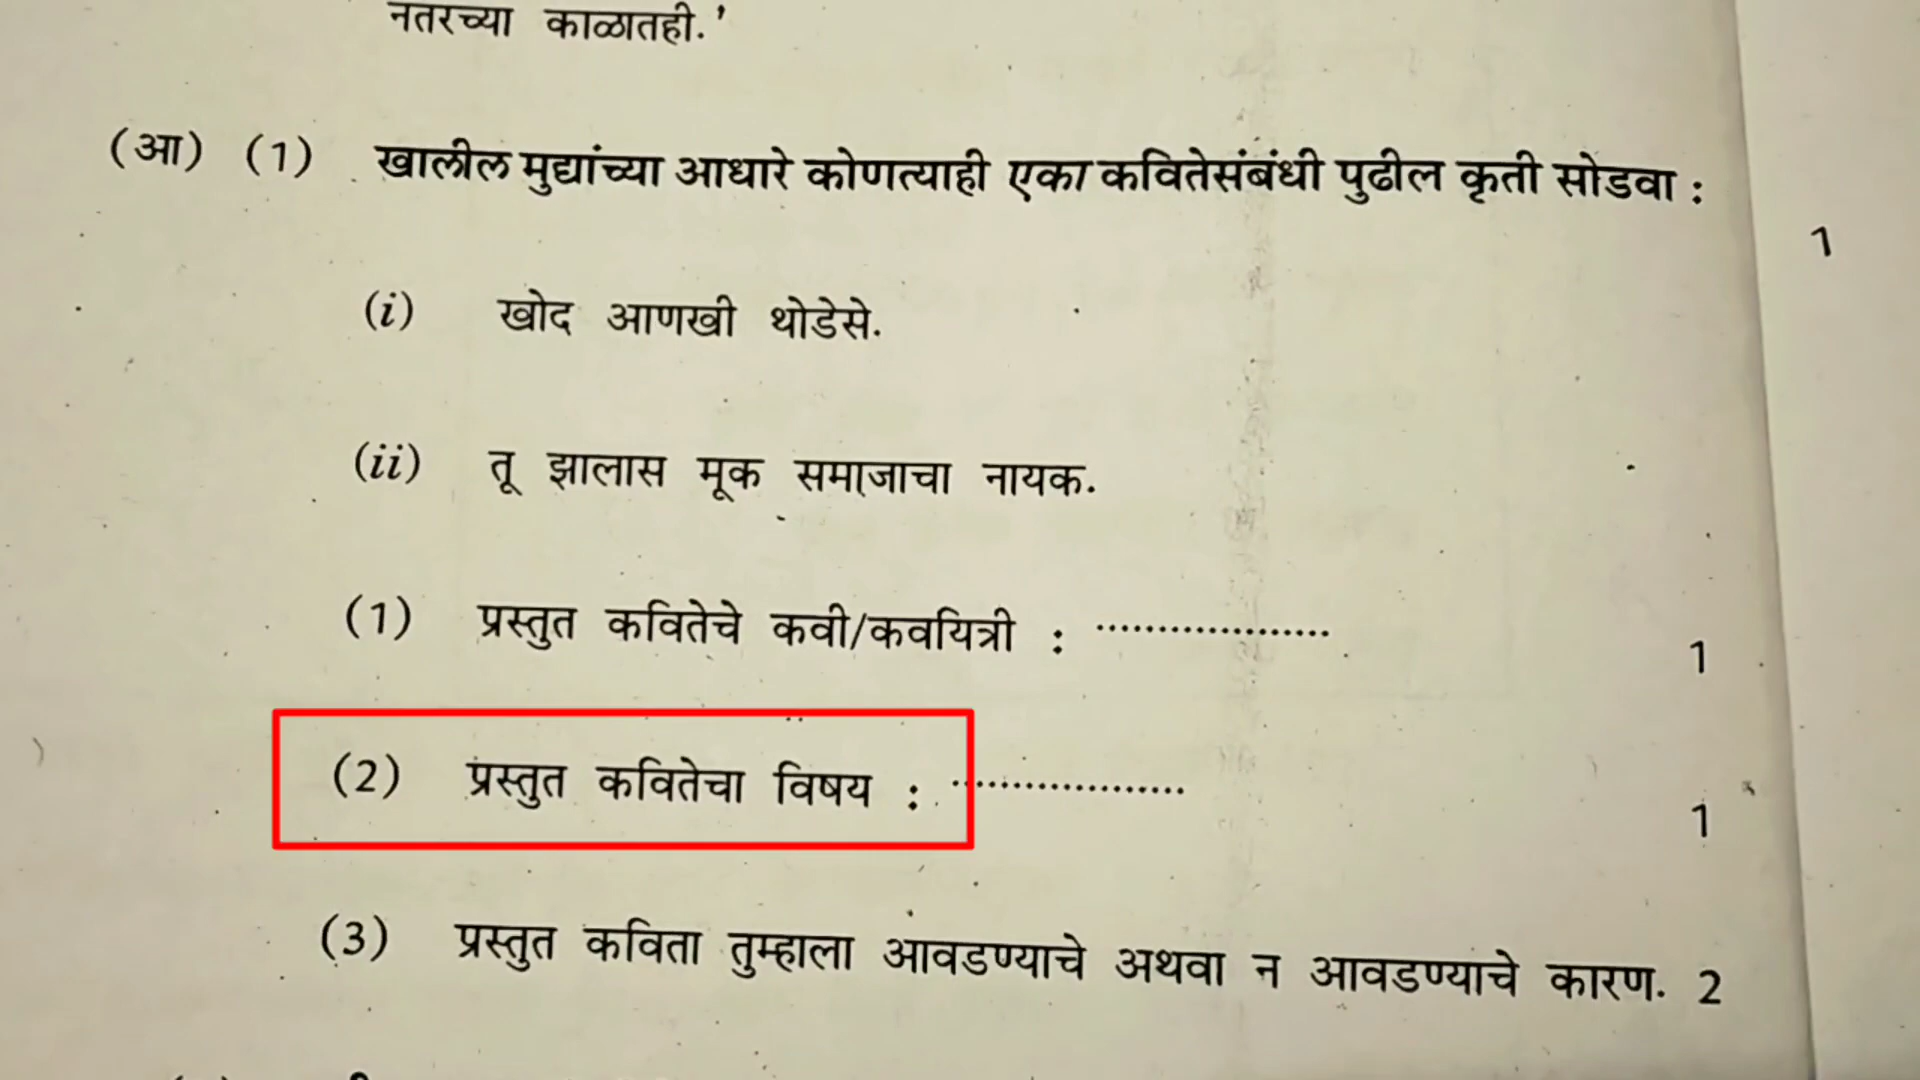 नंतरच्या काळातही.'
(आ) (1) खालील मुद्यांच्या आधारे कोणत्याही एका कवितेसंबंधी पुढील कृती सोडवा :
1
(i) खोद आणखी थोडेसे.
(ii) तू झालास मूक समाजाचा नायक.
(1) प्रस्तुत कवितेचे कवी/कवयित्री : ................... 1
(2) प्रस्तुत कवितेचा विषय : ................... 1
(3) प्रस्तुत कविता तुम्हाला आवडण्याचे अथवा न आवडण्याचे कारण. 2